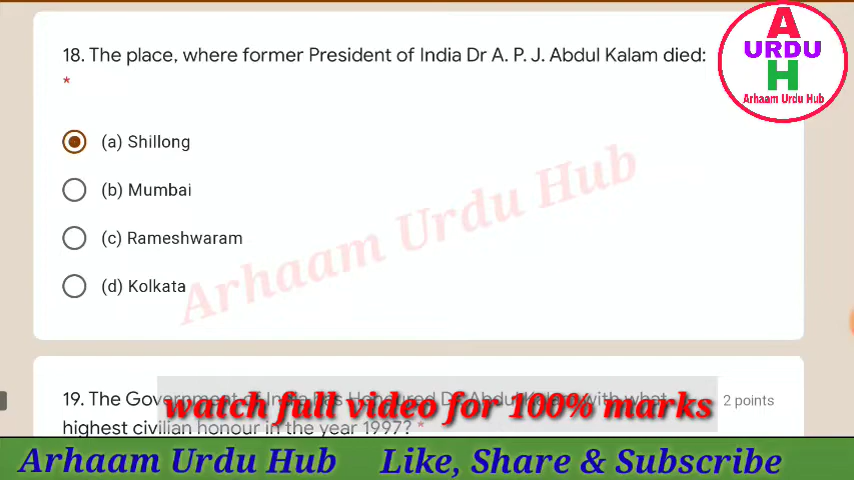 A
URDU
H
Arhaam Urdu Hub
18. The place, where former President of India Dr A. P. J. Abdul Kalam died:
*
(a) Shillong
(b) Mumbai
(c) Rameshwaram
(d) Kolkata
Arhaam Urdu Hub
19. The Government of India has Honoured Dr Abdul Kalam with what
2 points
highest civilian honour in the year 1997? *
watch full video for 100% marks
Arhaam Urdu Hub Like, Share & Subscribe